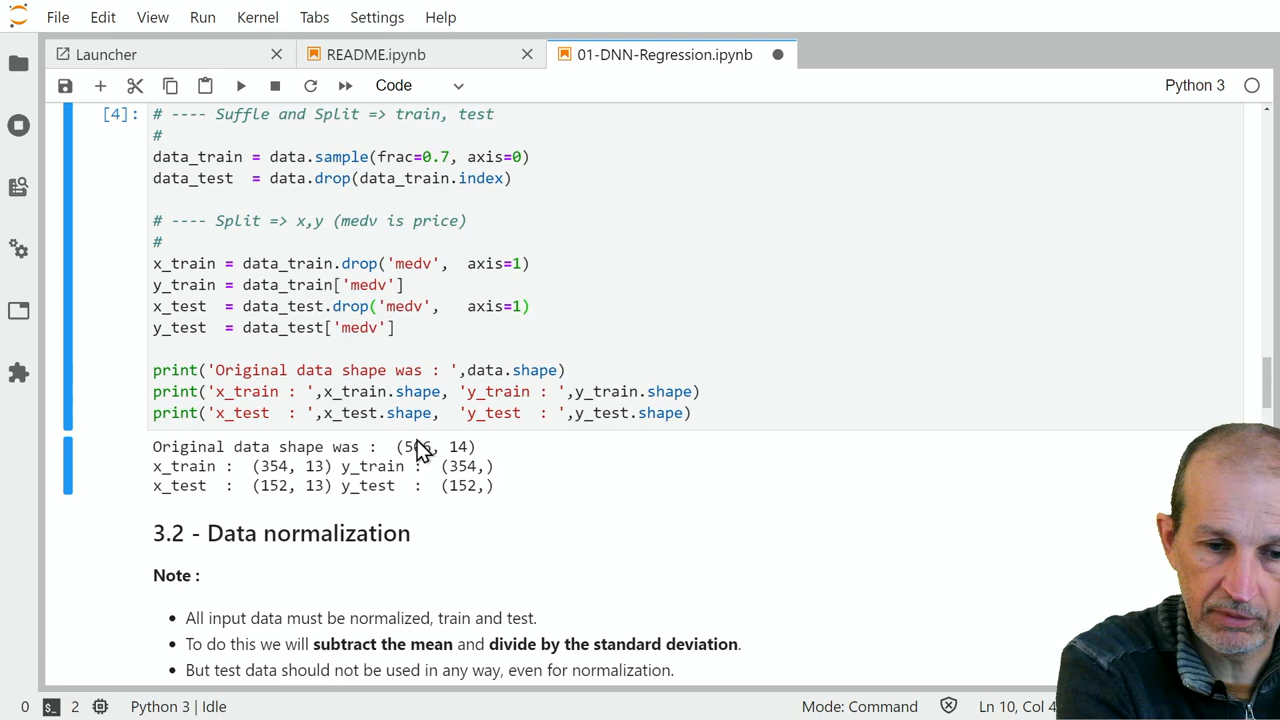 File Edit View Run Kernel Tabs Settings Help
Launcher README.ipynb 01-DNN-Regression.ipynb
Code Python 3
[4]: # ---- Suffle and Split => train, test
#
data_train = data.sample(frac=0.7, axis=0)
data_test  = data.drop(data_train.index)
# ---- Split => x,y (medv is price)
#
x_train = data_train.drop('medv',  axis=1)
y_train = data_train['medv']
x_test  = data_test.drop('medv',   axis=1)
y_test  = data_test['medv']
print('Original data shape was : ',data.shape)
print('x_train : ',x_train.shape, 'y_train : ',y_train.shape)
print('x_test  : ',x_test.shape,  'y_test  : ',y_test.shape)
Original data shape was :  (506, 14)
x_train :  (354, 13) y_train :  (354,)
x_test  :  (152, 13) y_test  :  (152,)
3.2 - Data normalization
Note :
• All input data must be normalized, train and test.
• To do this we will subtract the mean and divide by the standard deviation.
• But test data should not be used in any way, even for normalization.
0 $_ 2 Python 3 | Idle Mode: Command Ln 10, Col